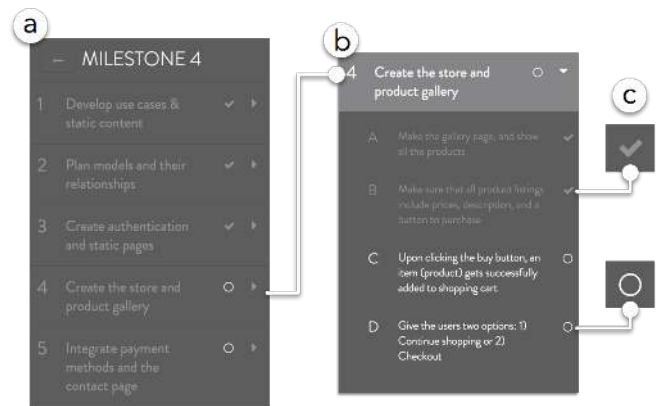 a
← MILESTONE 4
1 Develop use cases &
static content
2 Plan models and their
relationships
3 Create authentication
and static pages
4 Create the store and
product gallery
5 Integrate payment
methods and the
contact page
b
4 Create the store and
product gallery
A Make the gallery page, and show
all the products
B Make sure that all product listings
include prices, description, and a
button to purchase
C Upon clicking the buy button, an
item (product) gets successfully
added to shopping cart
D Give the users two options: 1)
Continue shopping or 2)
Checkout
c